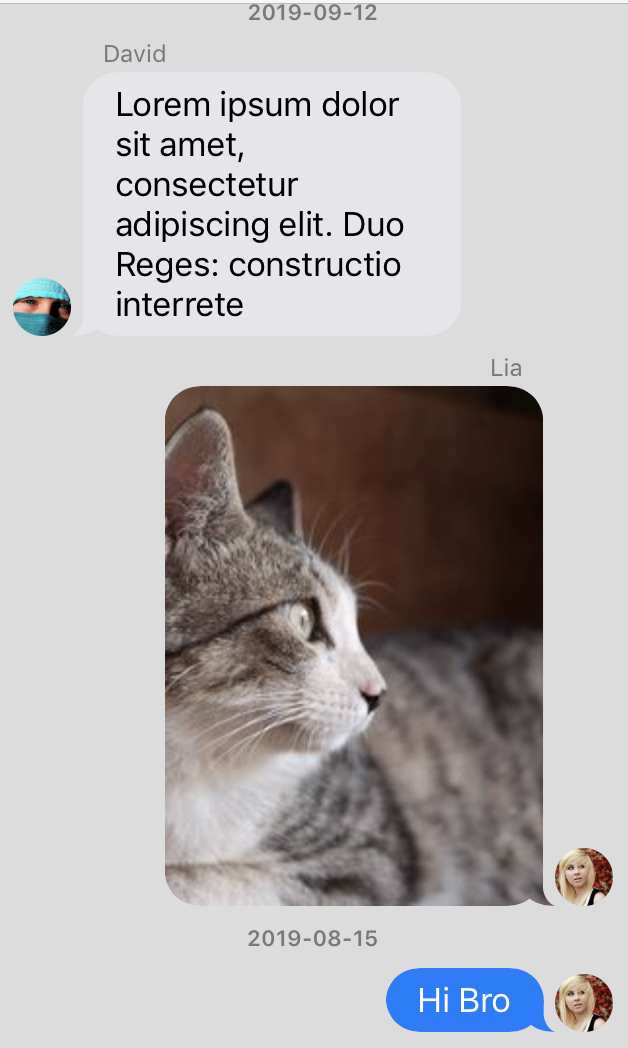 2019-09-12
David
Lorem ipsum dolor
sit amet,
consectetur
adipiscing elit. Duo
Reges: constructio
interrete
Lia
2019-08-15
Hi Bro